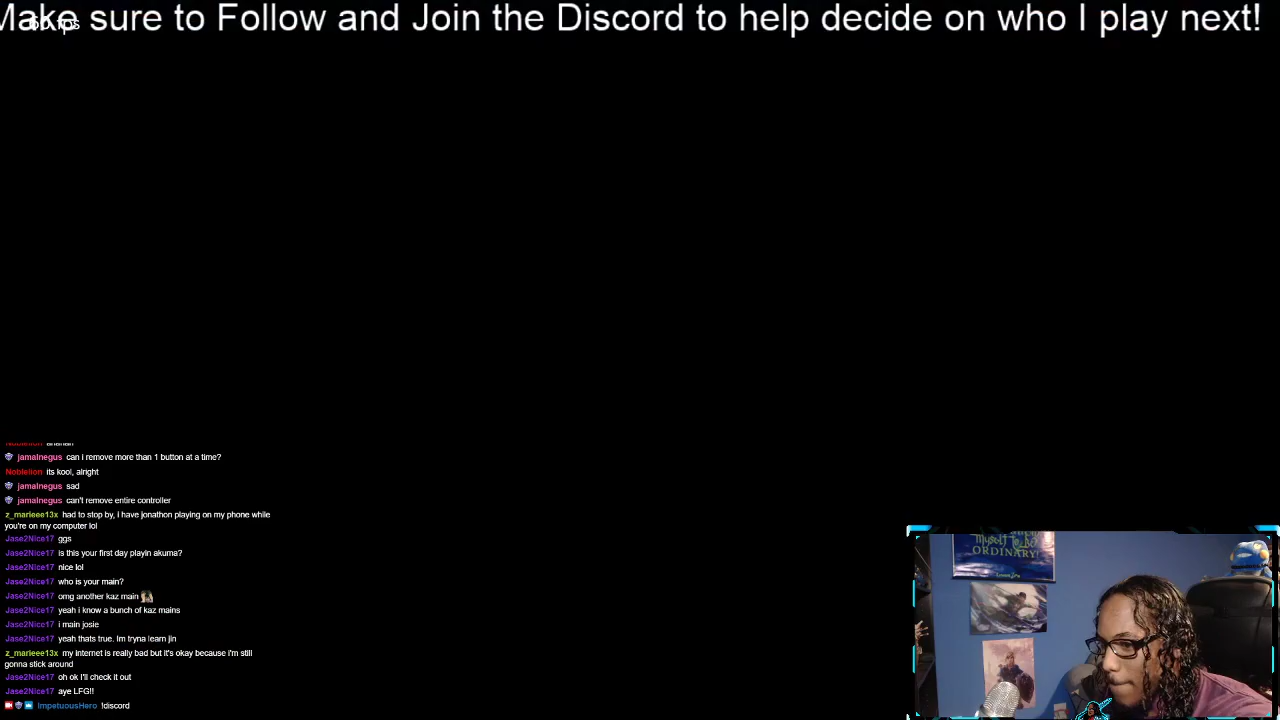 Make sure to Follow and Join the Discord to help decide on who I play next!
jamalnegus can i remove more than 1 button at a time?
Noblelion its kool, alright
jamalnegus sad
jamalnegus can't remove entire controller
z_marieee13x had to stop by, i have jonathon playing on my phone while
you're on my computer lol
Jase2Nice17 ggs
Jase2Nice17 is this your first day playin akuma?
Jase2Nice17 nice lol
Jase2Nice17 who is your main?
Jase2Nice17 omg another kaz main
Jase2Nice17 yeah i know a bunch of kaz mains
Jase2Nice17 i main josie
Jase2Nice17 yeah thats true. Im tryna learn jin
z_marieee13x my internet is really bad but it's okay because i'm still
gonna stick around
Jase2Nice17 oh ok I'll check it out
Jase2Nice17 aye LFG!!
ImpetuousHero !discord
Myself To Be
ORDINARY!